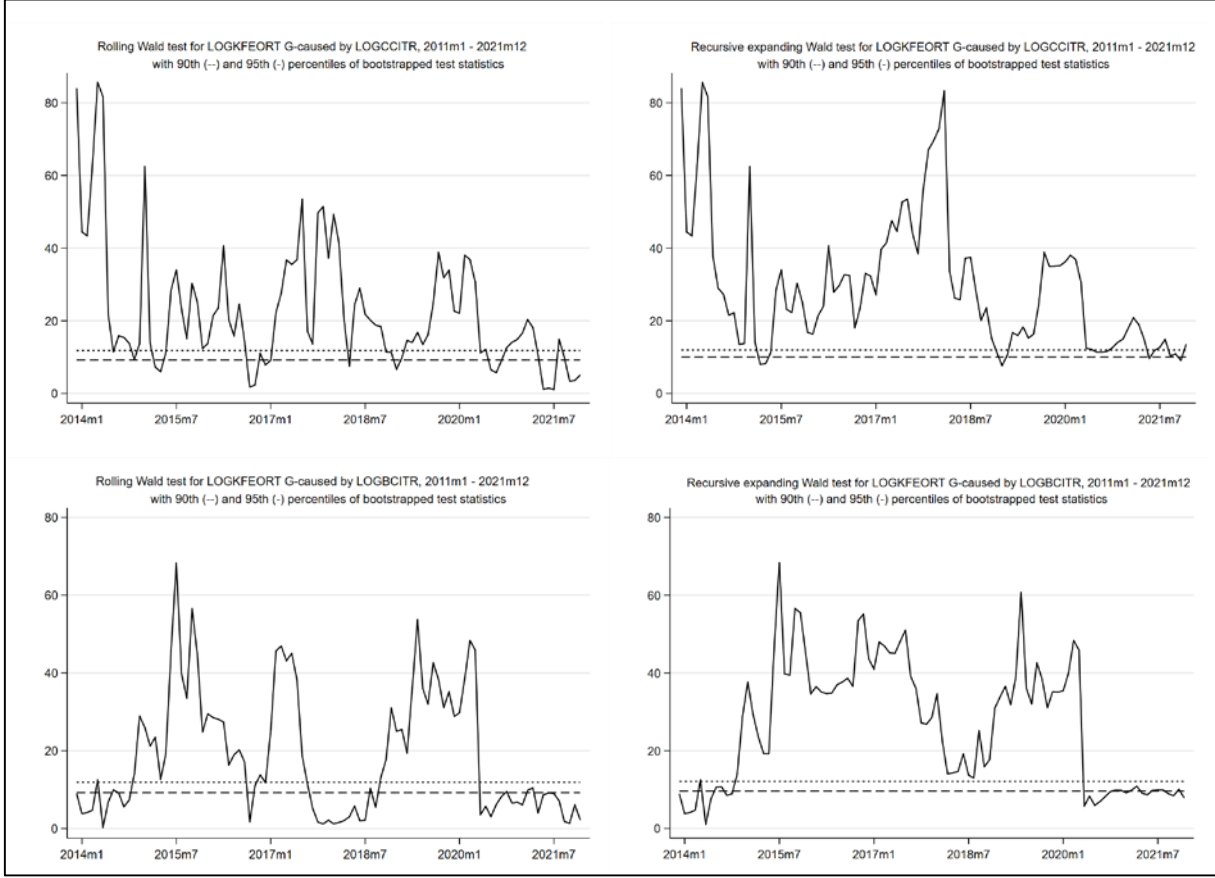 Rolling Wald test for LOGKFEORT G-caused by LOGCCITR, 2011m1 - 2021m12
with 90th (--) and 95th (-) percentiles of bootstrapped test statistics
80
60
40
20
0
2014m1 2015m7 2017m1 2018m7 2020m1 2021m7
Recursive expanding Wald test for LOGKFEORT G-caused by LOGCCITR, 2011m1 - 2021m12
with 90th (--) and 95th (-) percentiles of bootstrapped test statistics
80
60
40
20
0
2014m1 2015m7 2017m1 2018m7 2020m1 2021m7
Rolling Wald test for LOGKFEORT G-caused by LOGBCITR, 2011m1 - 2021m12
with 90th (--) and 95th (-) percentiles of bootstrapped test statistics
80
60
40
20
0
2014m1 2015m7 2017m1 2018m7 2020m1 2021m7
Recursive expanding Wald test for LOGKFEORT G-caused by LOGBCITR, 2011m1 - 2021m12
with 90th (--) and 95th (-) percentiles of bootstrapped test statistics
80
60
40
20
0
2014m1 2015m7 2017m1 2018m7 2020m1 2021m7